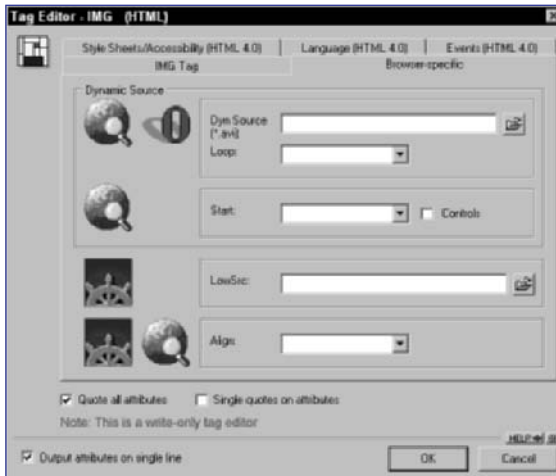 Tag Editor - IMG (HTML)
Style Sheets/Accessibility (HTML 4.0) Language (HTML 4.0) Events (HTML 4.0)
IMG Tag Browser-specific
Dynamic Source
Dyn Source
(*.avi)
Loop:
Start: Controls
LowSrc:
Align:
Quote all attributes Single quotes on attributes
Note: This is a write-only tag editor
HELP
Output attributes on single line OK Cancel